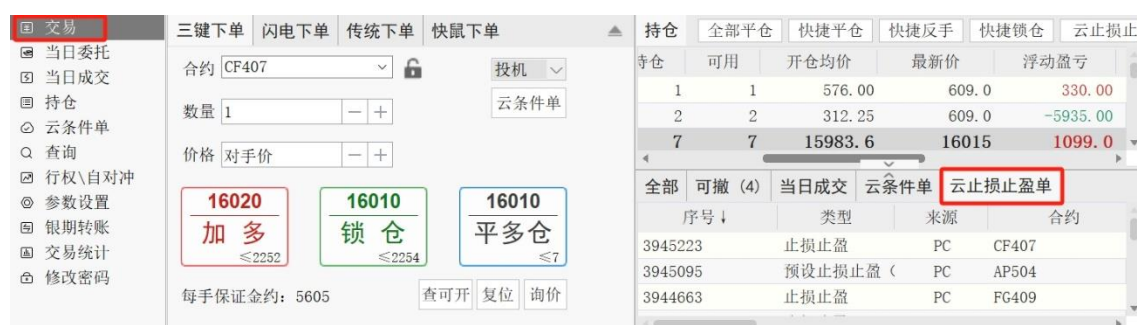 交易
当日委托
当日成交
持仓
云条件单
查询
行权\自对冲
参数设置
银期转账
交易统计
修改密码
三键下单 闪电下单 传统下单 快鼠下单
合约 CF407 投机
数量 1 云条件单
价格 对手价
16020 16010 16010
加 多 锁 仓 平多仓
≤2252 ≤2254 ≤7
每手保证金约: 5605 查可开 复位 询价
持仓 全部平仓 快捷平仓 快捷反手 快捷锁仓 云止损止
持仓 可用 开仓均价 最新价 浮动盈亏
1 1 576.00 609.0 330.00
2 2 312.25 609.0 -5935.00
7 7 15983.6 16015 1099.0
全部 可撤 (4) 当日成交 云条件单 云止损止盈单
序号↓ 类型 来源 合约
3945223 止损止盈 PC CF407
3945095 预设止损止盈( PC AP504
3944663 止损止盈 PC FG409